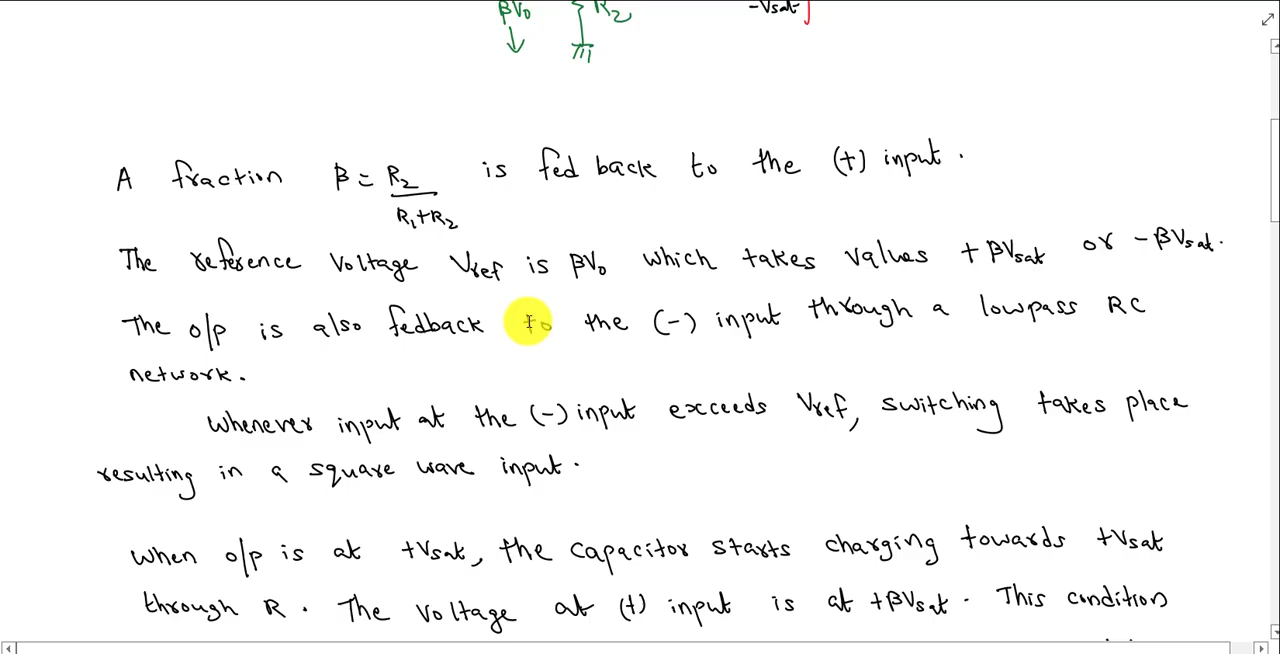 βV₀ R₂ -Vsat
A fraction β = R₂/(R₁+R₂) is fed back to the (+) input.
The reference voltage Vref is βV₀ which takes values +βVsat or -βVsat.
The o/p is also fedback to the (-) input through a lowpass RC
network.
Whenever input at the (-) input exceeds Vref, switching takes place
resulting in a square wave input.
When o/p is at +Vsat, the capacitor starts charging towards +Vsat
through R. The voltage at (+) input is at +βVsat. This condition